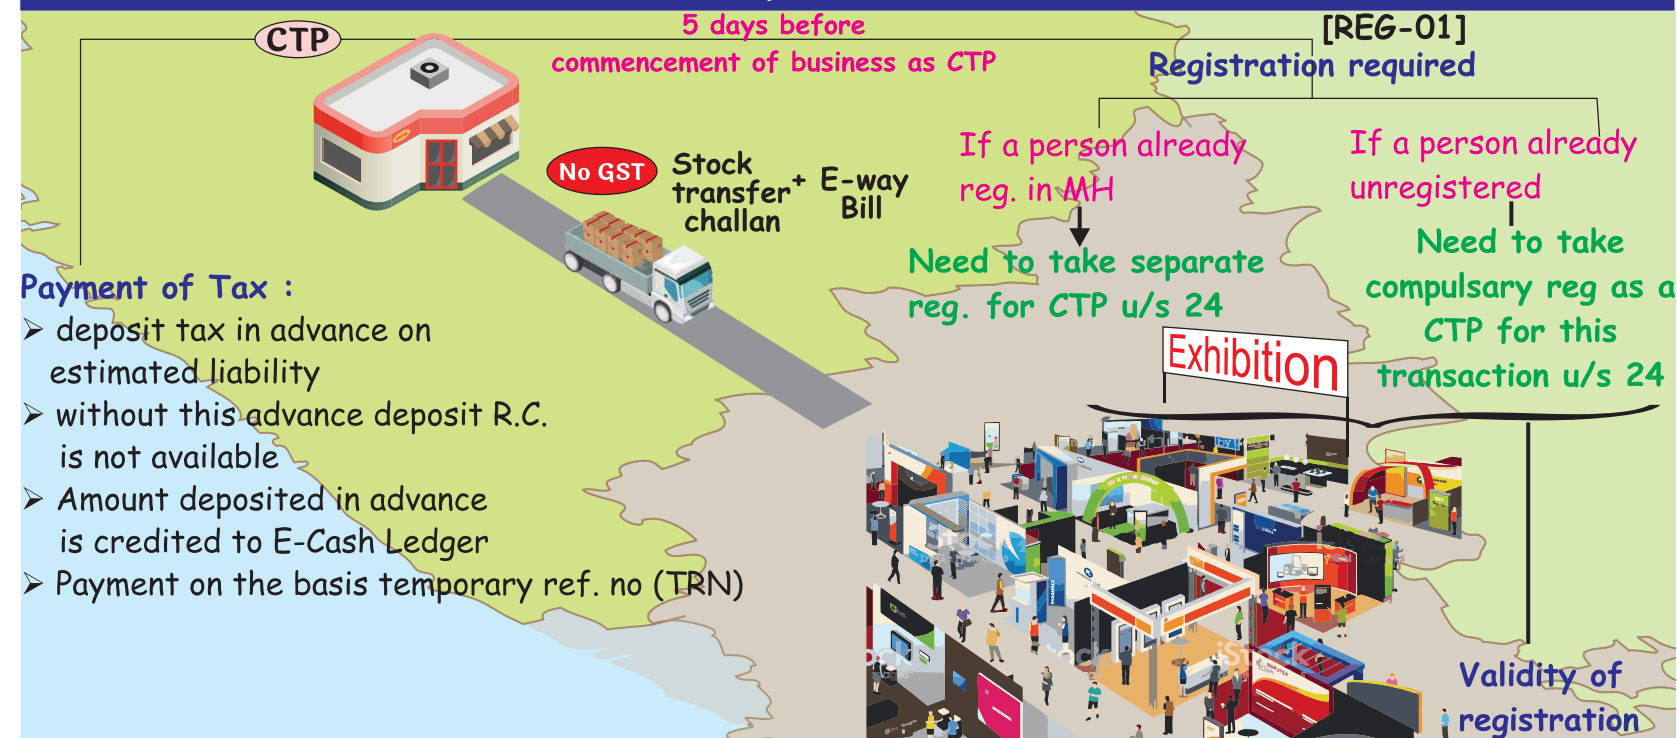 CTP
5 days before
commencement of business as CTP
[REG-01]
Registration required
If a person already
reg. in MH
Need to take separate
reg. for CTP u/s 24
If a person already
unregistered
Need to take
compulsary reg as a
CTP for this
transaction u/s 24
No GST
Stock
transfer
challan
+
E-way
Bill
Payment of Tax :
➢ deposit tax in advance on
estimated liability
➢ without this advance deposit R.C.
is not available
➢ Amount deposited in advance
is credited to E-Cash Ledger
➢ Payment on the basis temporary ref. no (TRN)
Exhibition
iStock
Validity of
registration